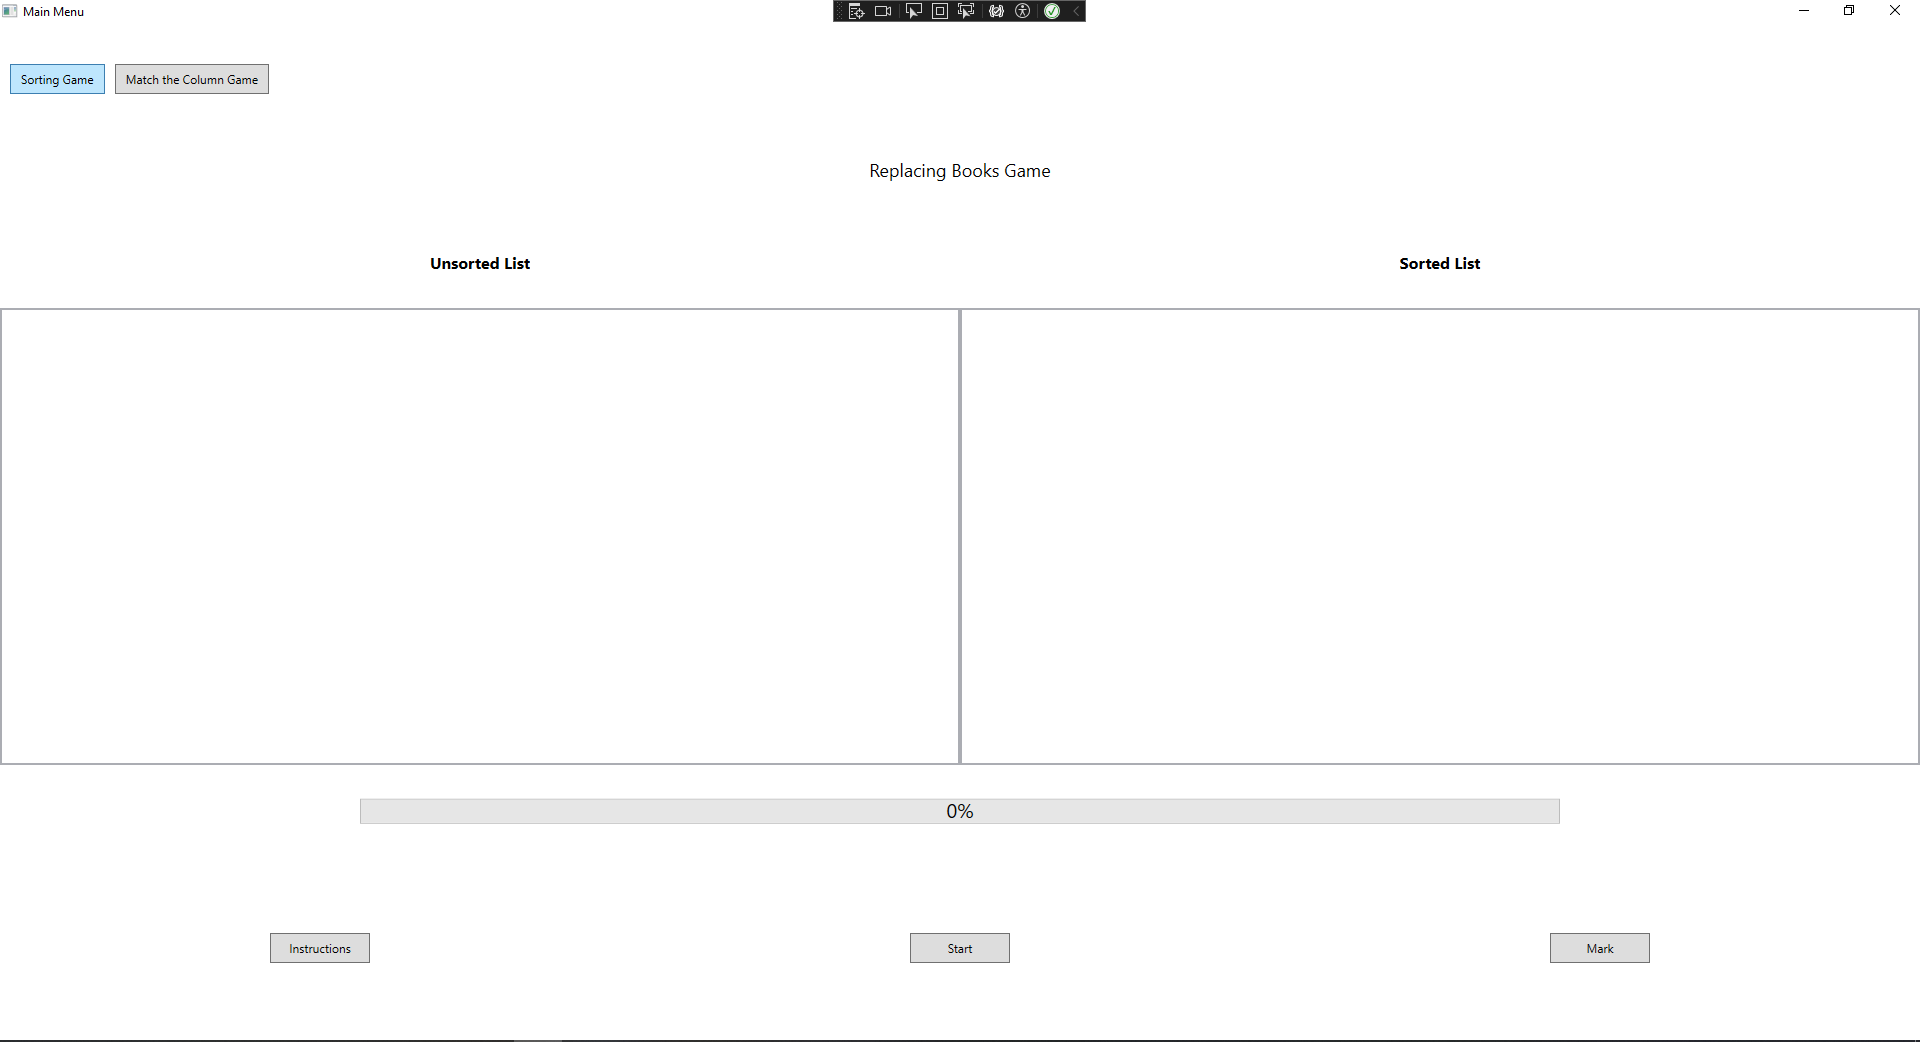 Main Menu
Sorting Game Match the Column Game
Replacing Books Game
Unsorted List Sorted List
0%
Instructions Start Mark